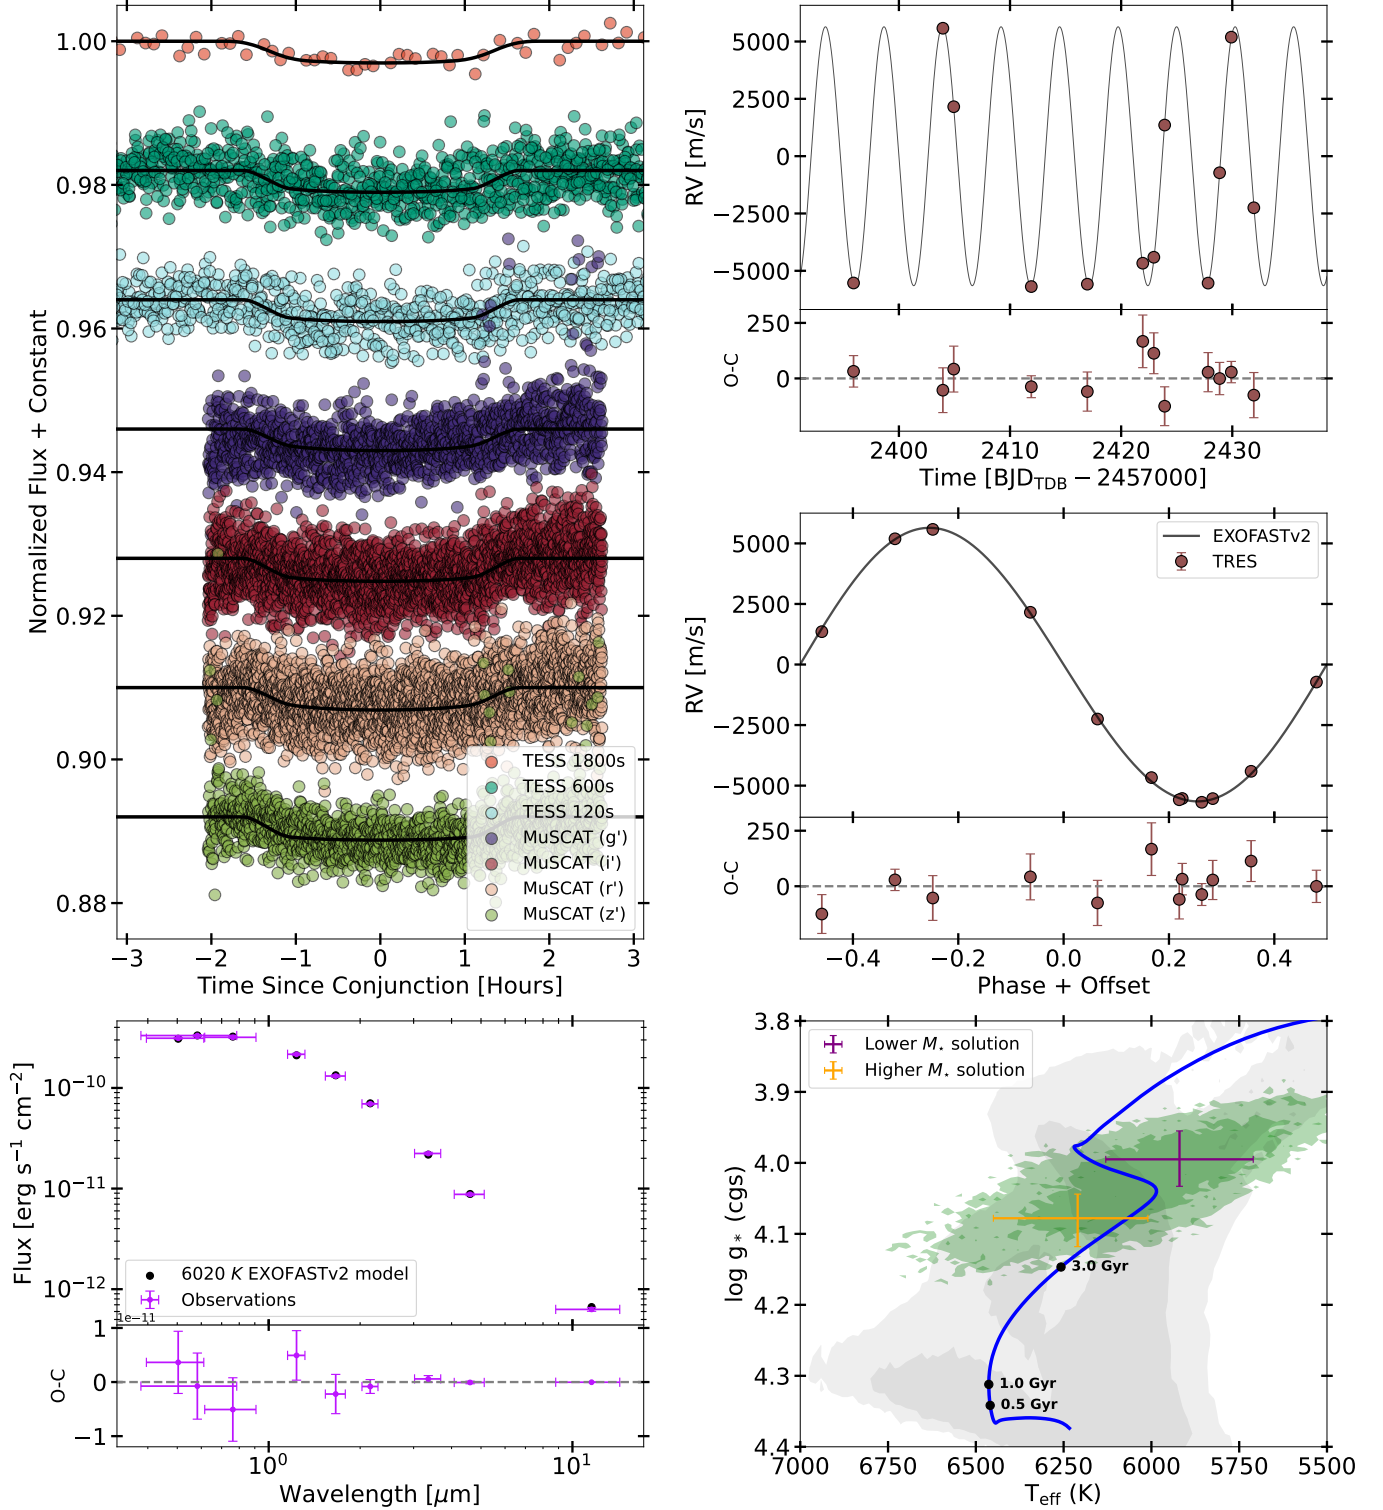 1.00
0.98
0.96
0.94
0.92
0.90
0.88
Normalized Flux + Constant
TESS 1800s
TESS 600s
TESS 120s
MuSCAT (g')
MuSCAT (i')
MuSCAT (r')
MuSCAT (z')
−3 −2 −1 0 1 2 3
Time Since Conjunction [Hours]
5000
2500
0
−2500
−5000
RV [m/s]
250
0
O-C
2400 2410 2420 2430
Time [BJD_TDB − 2457000]
5000
2500
0
−2500
−5000
RV [m/s]
EXOFASTv2
TRES
250
0
O-C
−0.4 −0.2 0.0 0.2 0.4
Phase + Offset
10⁻¹⁰
10⁻¹¹
10⁻¹²
Flux [erg s⁻¹ cm⁻²]
6020 K EXOFASTv2 model
Observations
1e−11
1
0
−1
O-C
10⁰ 10¹
Wavelength [μm]
3.8
3.9
4.0
4.1
4.2
4.3
4.4
log g⁎ (cgs)
Lower M⋆ solution
Higher M⋆ solution
3.0 Gyr
1.0 Gyr
0.5 Gyr
7000 6750 6500 6250 6000 5750 5500
T_eff (K)